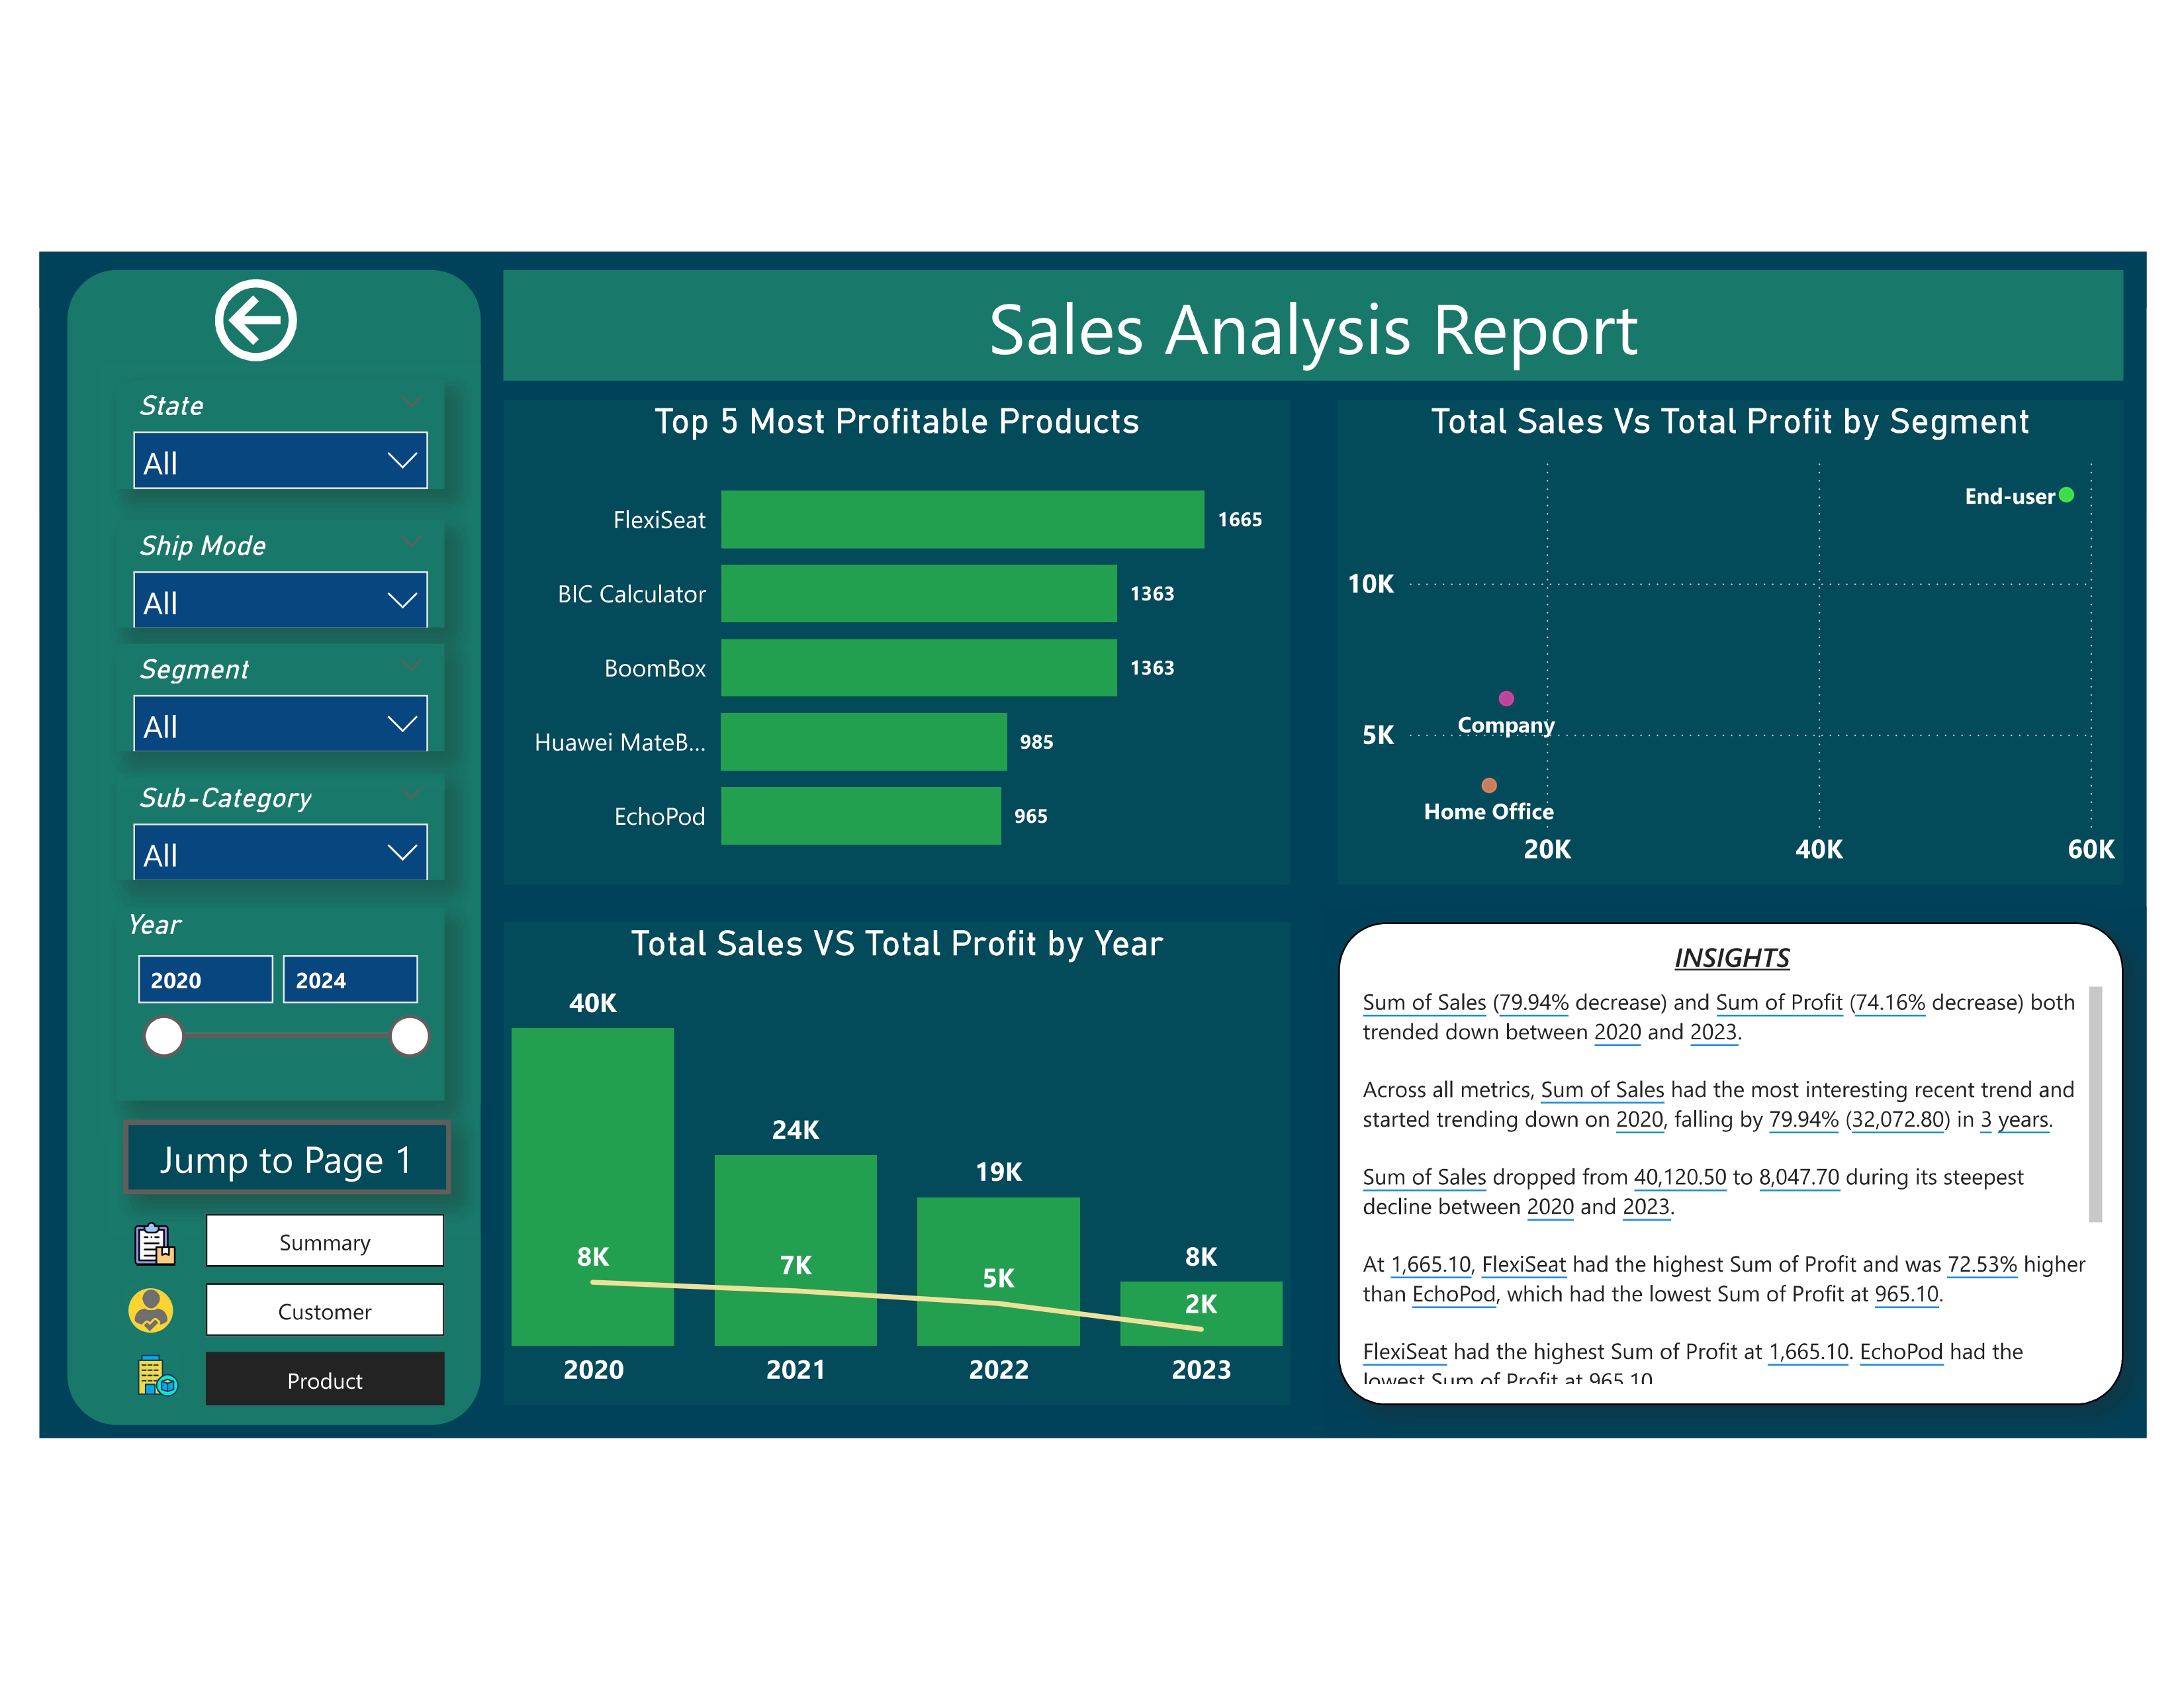 Sales Analysis Report
State
All
Ship Mode
All
Segment
All
Sub-Category
All
Year
2020 2024
Jump to Page 1
Summary
Customer
Product
Top 5 Most Profitable Products
FlexiSeat 1665
BIC Calculator 1363
BoomBox 1363
Huawei MateB... 985
EchoPod 965
Total Sales Vs Total Profit by Segment
End-user
10K
Company
5K
Home Office
20K 40K 60K
Total Sales VS Total Profit by Year
40K
24K
19K
8K 7K 5K 8K
2K
2020 2021 2022 2023
INSIGHTS
Sum of Sales (79.94% decrease) and Sum of Profit (74.16% decrease) both
trended down between 2020 and 2023.
Across all metrics, Sum of Sales had the most interesting recent trend and
started trending down on 2020, falling by 79.94% (32,072.80) in 3 years.
Sum of Sales dropped from 40,120.50 to 8,047.70 during its steepest
decline between 2020 and 2023.
At 1,665.10, FlexiSeat had the highest Sum of Profit and was 72.53% higher
than EchoPod, which had the lowest Sum of Profit at 965.10.
FlexiSeat had the highest Sum of Profit at 1,665.10. EchoPod had the
lowest Sum of Profit at 965.10